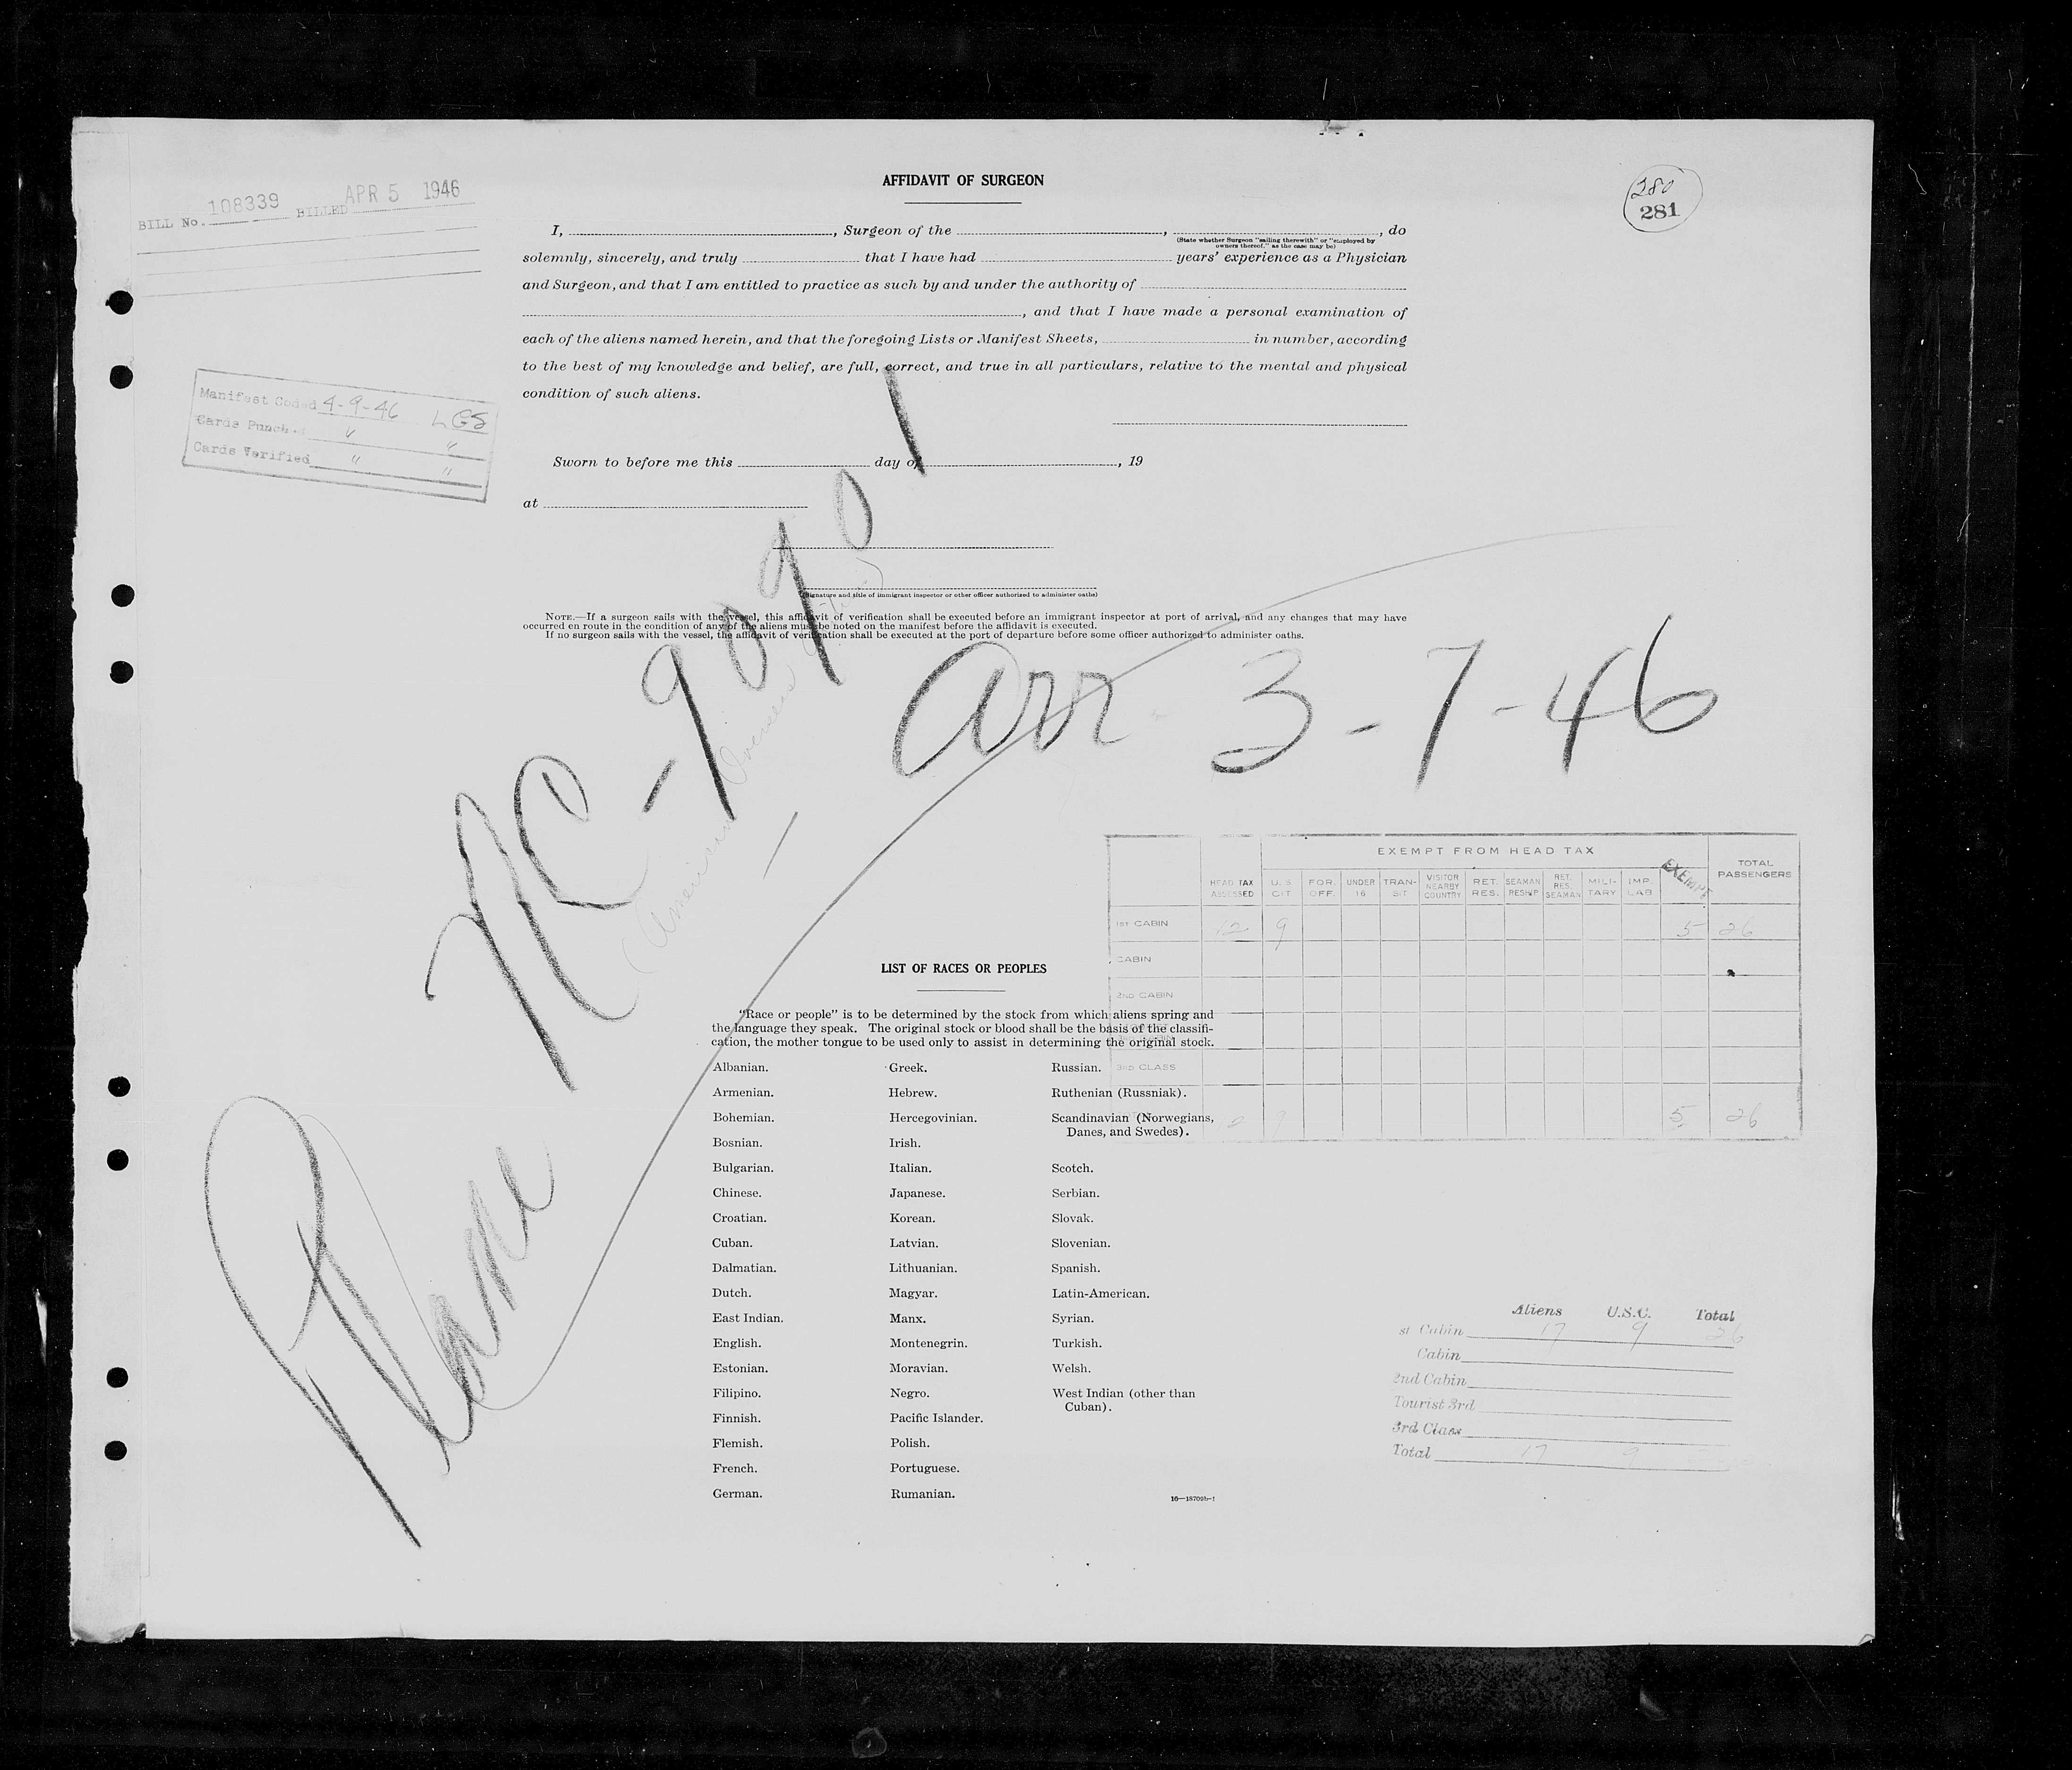 AFFIDAVIT OF SURGEON
280
281
BILL No. 108339 BILLED APR 5 1946
I, , Surgeon of the , , do
(State whether Surgeon "sailing therewith" or "employed by
owners thereof," as the case may be)
solemnly, sincerely, and truly that I have had years' experience as a Physician
and Surgeon, and that I am entitled to practice as such by and under the authority of
, and that I have made a personal examination of
each of the aliens named herein, and that the foregoing Lists or Manifest Sheets, in number, according
to the best of my knowledge and belief, are full, correct, and true in all particulars, relative to the mental and physical
condition of such aliens.
Manifest Coded 4-9-46 LGS
Cards Punched " "
Cards Verified " "
Sworn to before me this day of , 19
at
(Signature and title of immigrant inspector or other officer authorized to administer oaths)
NOTE.—If a surgeon sails with the vessel, this affidavit of verification shall be executed before an immigrant inspector at port of arrival, and any changes that may have
occurred en route in the condition of any of the aliens must be noted on the manifest before the affidavit is executed.
If no surgeon sails with the vessel, the affidavit of verification shall be executed at the port of departure before some officer authorized to administer oaths.
Plane NC-90901
(American Overseas
arr 3-7-46
EXEMPT FROM HEAD TAX
HEAD TAX ASSESSED U.S. CIT. FOR. OFF. UNDER 16 TRAN-SIT VISITOR NEARBY COUNTRY RET. RES. SEAMAN RESHIP RET. RES. SEAMAN MILI-TARY IMP. LAB EXEMPT TOTAL PASSENGERS
1ST CABIN 12 9 5 26
CABIN
2ND CABIN
3RD CLASS
12 9 5 26
LIST OF RACES OR PEOPLES
"Race or people" is to be determined by the stock from which aliens spring and
the language they speak. The original stock or blood shall be the basis of the classifi-
cation, the mother tongue to be used only to assist in determining the original stock.
Albanian.
Armenian.
Bohemian.
Bosnian.
Bulgarian.
Chinese.
Croatian.
Cuban.
Dalmatian.
Dutch.
East Indian.
English.
Estonian.
Filipino.
Finnish.
Flemish.
French.
German.
Greek.
Hebrew.
Hercegovinian.
Irish.
Italian.
Japanese.
Korean.
Latvian.
Lithuanian.
Magyar.
Manx.
Montenegrin.
Moravian.
Negro.
Pacific Islander.
Polish.
Portuguese.
Rumanian.
Russian.
Ruthenian (Russniak).
Scandinavian (Norwegians,
Danes, and Swedes).
Scotch.
Serbian.
Slovak.
Slovenian.
Spanish.
Latin-American.
Syrian.
Turkish.
Welsh.
West Indian (other than
Cuban).
16—18709b-1
Aliens U.S.C. Total
st Cabin 17 9 26
Cabin
2nd Cabin
Tourist 3rd
3rd Class
Total 17 9